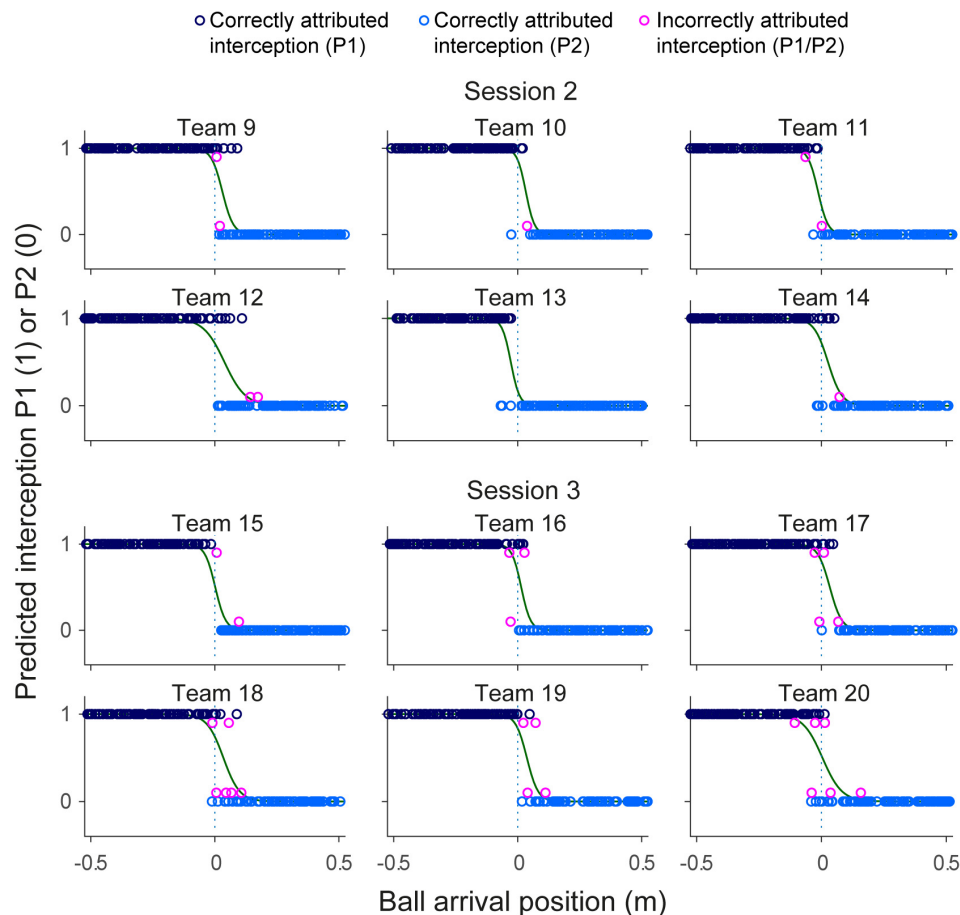 Correctly attributed interception (P1)
Correctly attributed interception (P2)
Incorrectly attributed interception (P1/P2)
Session 2
Team 9
Team 10
Team 11
1
0
Team 12
Team 13
Team 14
1
0
-0.5
0
0.5
-0.5
0
0.5
-0.5
0
0.5
Session 3
Team 15
Team 16
Team 17
1
0
Team 18
Team 19
Team 20
1
0
Predicted interception P1 (1) or P2 (0)
Ball arrival position (m)